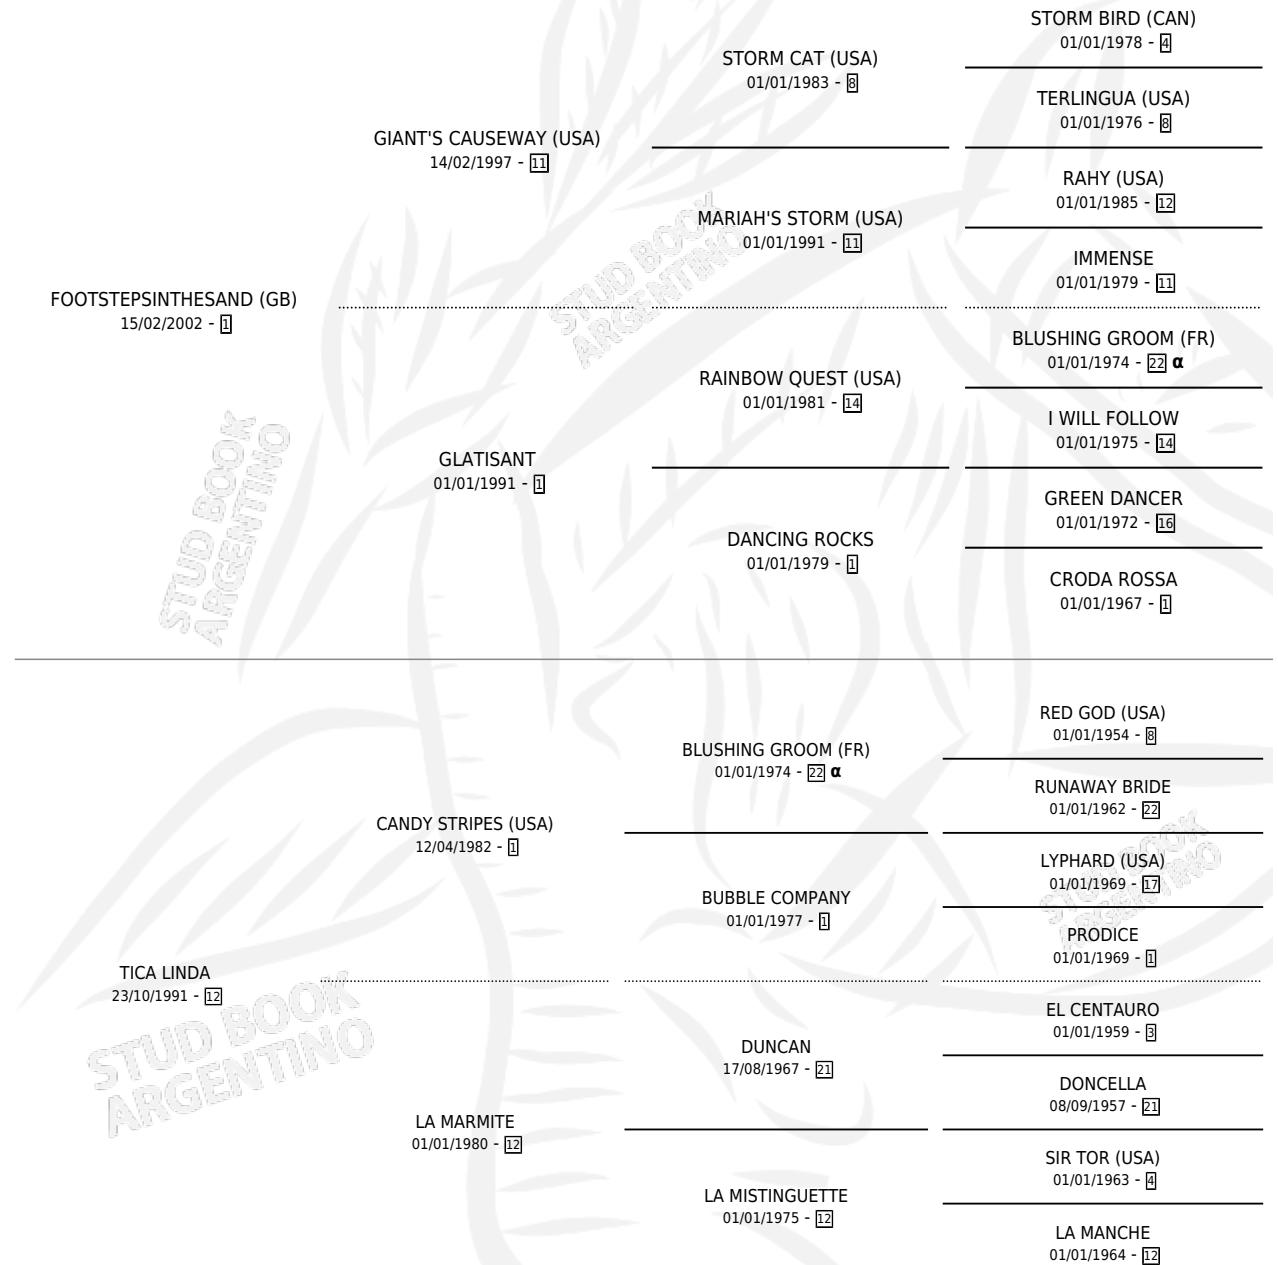 STORM BIRD (CAN)
01/01/1978 - 4
STORM CAT (USA)
01/01/1983 - 8
TERLINGUA (USA)
01/01/1976 - 8
GIANT'S CAUSEWAY (USA)
14/02/1997 - 11
RAHY (USA)
01/01/1985 - 12
MARIAH'S STORM (USA)
01/01/1991 - 11
IMMENSE
01/01/1979 - 11
FOOTSTEPSINTHESAND (GB)
15/02/2002 - 1
BLUSHING GROOM (FR)
01/01/1974 - 22 α
RAINBOW QUEST (USA)
01/01/1981 - 14
I WILL FOLLOW
01/01/1975 - 14
GLATISANT
01/01/1991 - 1
GREEN DANCER
01/01/1972 - 16
DANCING ROCKS
01/01/1979 - 1
CRODA ROSSA
01/01/1967 - 1
RED GOD (USA)
01/01/1954 - 8
BLUSHING GROOM (FR)
01/01/1974 - 22 α
RUNAWAY BRIDE
01/01/1962 - 22
CANDY STRIPES (USA)
12/04/1982 - 1
LYPHARD (USA)
01/01/1969 - 17
BUBBLE COMPANY
01/01/1977 - 1
PRODICE
01/01/1969 - 1
TICA LINDA
23/10/1991 - 12
EL CENTAURO
01/01/1959 - 3
DUNCAN
17/08/1967 - 21
DONCELLA
08/09/1957 - 21
LA MARMITE
01/01/1980 - 12
SIR TOR (USA)
01/01/1963 - 4
LA MISTINGUETTE
01/01/1975 - 12
LA MANCHE
01/01/1964 - 12
STUD BOOK
ARGENTINO
STUD BOOK
ARGENTINO
STUD BOOK
ARGENTINO
STUD BOOK
ARGENTINO